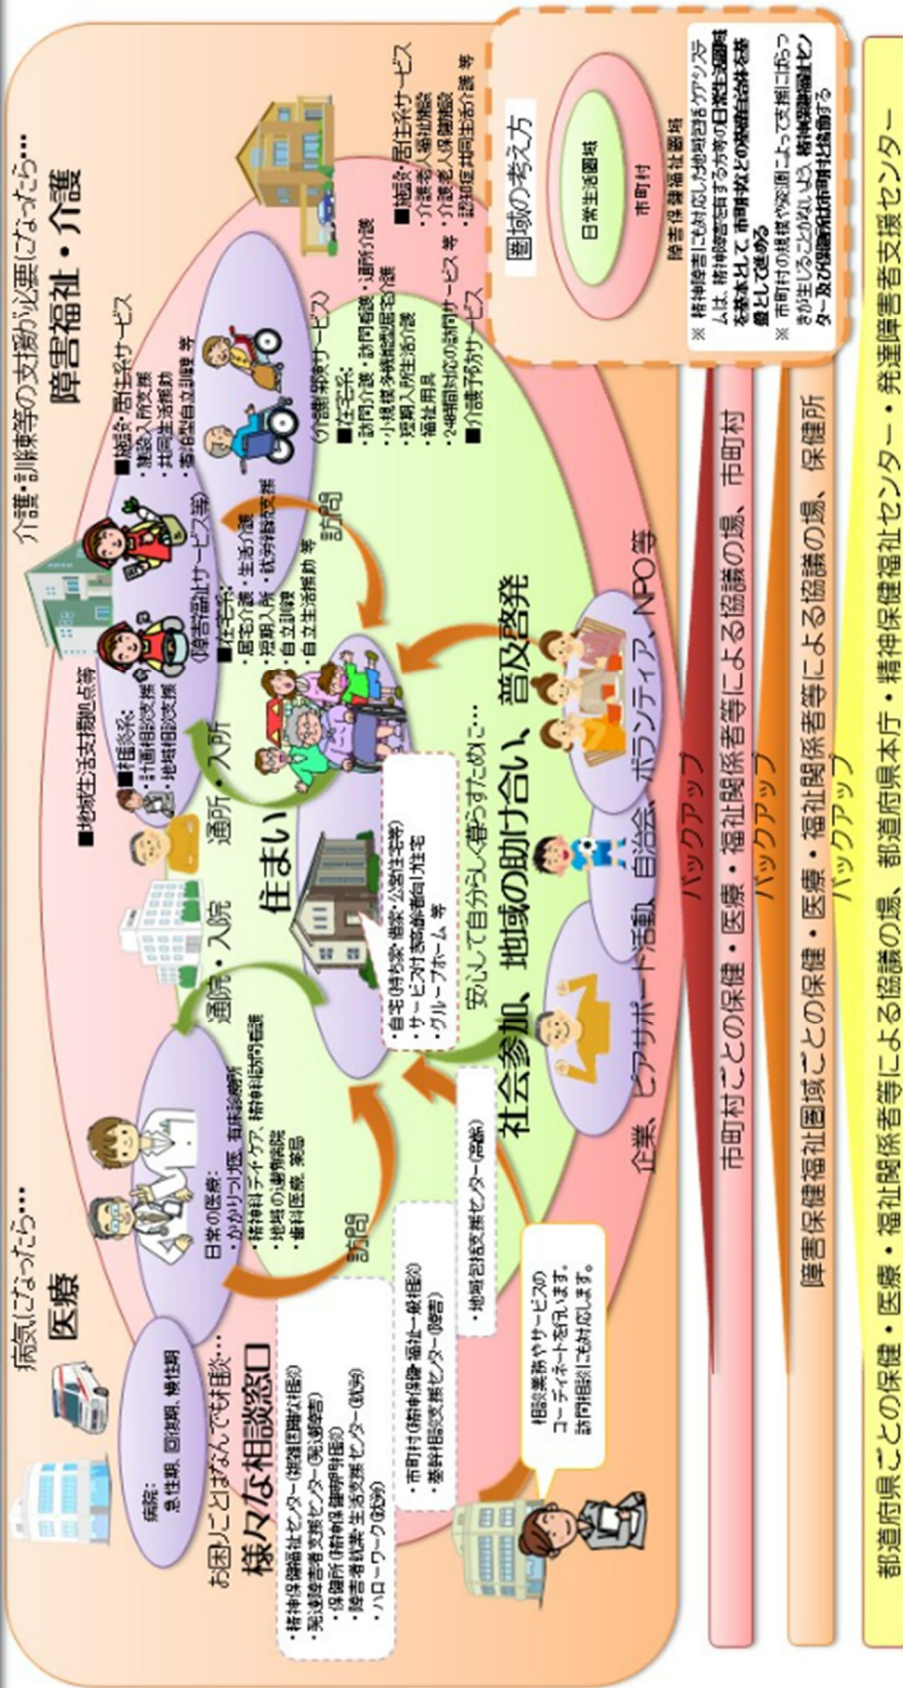 病気になったら…
医療
介護・訓練等の支援が必要になったら…
障害福祉・介護
病院:
急性期、回復期、慢性期
日常の医療:
・かかりつけ医、有床診療所
・精神科デイ・ケア、精神科訪問看護
・地域の連携病院
・歯科医療、薬局
通院・入院
訪問
■地域生活支援拠点等
■相談系:
・計画相談支援
・地域相談支援
通所・入所
(障害福祉サービス等)
■在宅系:
・居宅介護・生活介護
・短期入所・就労継続支援
・自立訓練
・自立生活援助 等
■施設・居住系サービス
・施設入所支援
・共同生活援助
・宿泊型自立訓練 等
訪問
(介護保険サービス)
■在宅系:
・訪問介護・訪問看護・通所介護
・小規模多機能型居宅介護
・短期入所生活介護
・福祉用具
・24時間対応の訪問サービス 等
■介護予防サービス
■施設・居住系サービス
・介護老人福祉施設
・介護老人保健施設
・認知症共同生活介護 等
住まい
・自宅(持ち家・借家・公営住宅等)
・サービス付き高齢者向け住宅
・グループホーム 等
お困りごとはなんでも相談…
様々な相談窓口
・精神保健福祉センター(複雑困難な相談)
・発達障害者支援センター(発達障害)
・保健所(精神保健専門相談)
・障害者就業・生活支援センター(就労)
・ハローワーク(就労)
・市町村(精神保健・福祉一般相談)
・基幹相談支援センター(障害)
・地域包括支援センター(高齢)
相談業務やサービスの
コーディネートを行います。
訪問相談にも対応します。
安心して自分らしく暮らすために…
社会参加、地域の助け合い、普及啓発
企業、ピアサポート活動、自治会、ボランティア、NPO等
圏域の考え方
日常生活圏域
市町村
障害保健福祉圏域
※ 精神障害にも対応した地域包括ケアシステ
ムは、精神障害を有する方等の日常生活圏域
を基本として、市町村などの基礎自治体を基
盤として進める
※ 市町村の規模や資源によって支援にばらつ
きが生じることがないよう、精神保健福祉セン
ター及び保健所は市町村と協働する
バックアップ
市町村ごとの保健・医療・福祉関係者等による協議の場、市町村
バックアップ
障害保健福祉圏域ごとの保健・医療・福祉関係者等による協議の場、保健所
バックアップ
都道府県ごとの保健・医療・福祉関係者等による協議の場、都道府県本庁・精神保健福祉センター・発達障害者支援センター